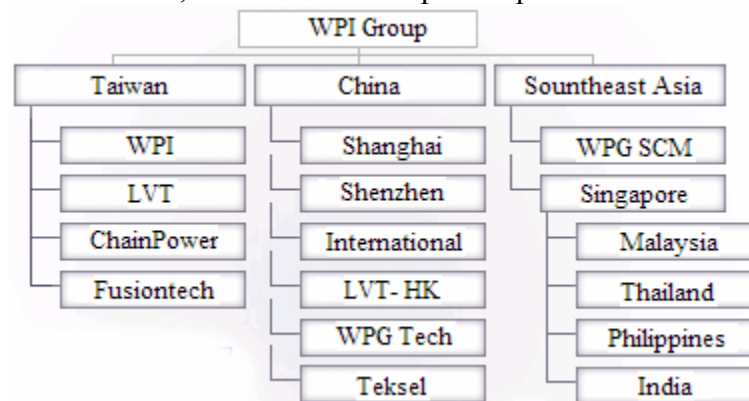 WPI Group
Taiwan
WPI
LVT
ChainPower
Fusiontech
China
Shanghai
Shenzhen
International
LVT- HK
WPG Tech
Teksel
Sountheast Asia
WPG SCM
Singapore
Malaysia
Thailand
Philippines
India